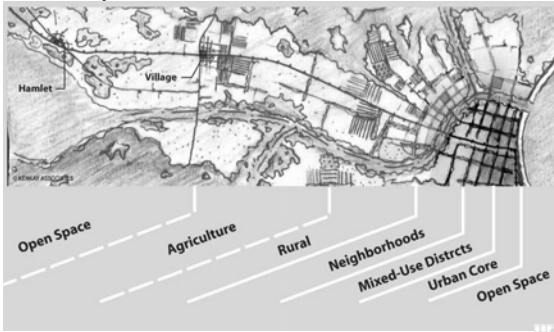 Hamlet
Village
Open Space
Agriculture
Rural
Neighborhoods
Mixed-Use Distrcts
Urban Core
Open Space